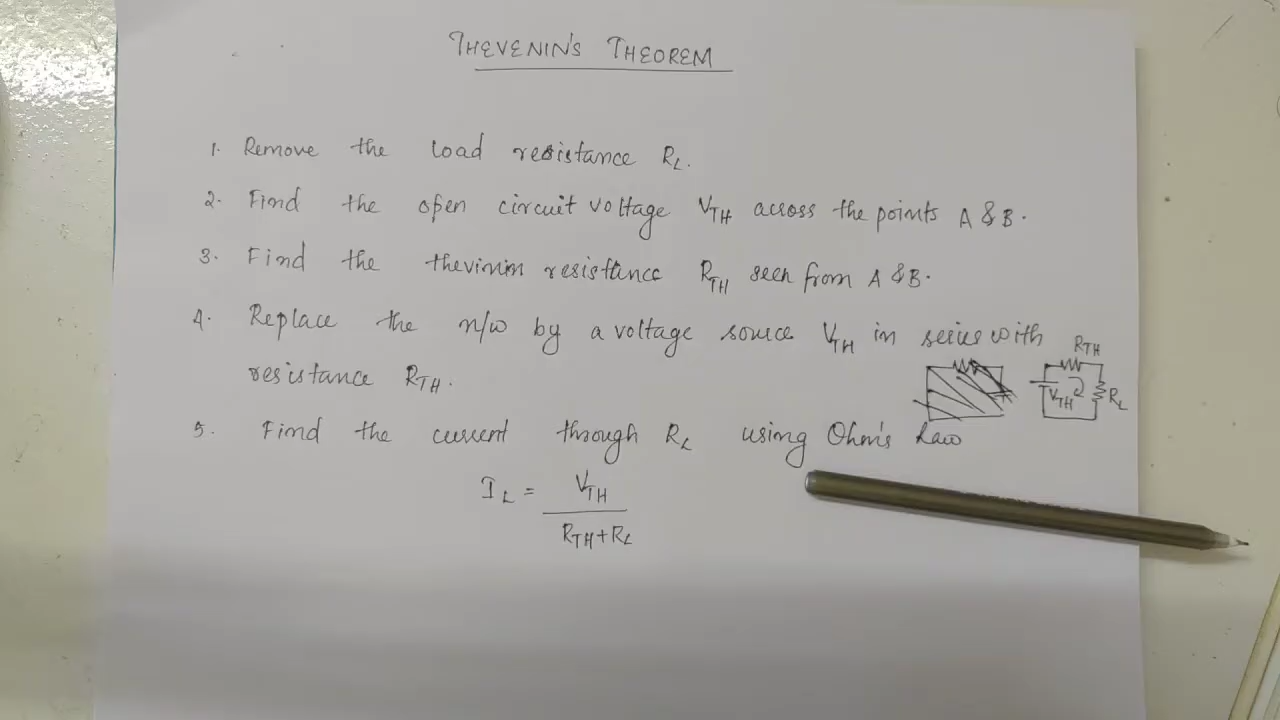 THEVENIN'S THEOREM
1. Remove the load resistance RL.
2. Find the open circuit voltage VTH across the points A & B.
3. Find the thevinin resistance RTH seen from A & B.
4. Replace the n/w by a voltage source VTH in series with
RTH
resistance RTH.
VTH RL
5. Find the current through RL using Ohm's Law
IL = VTH
RTH+RL